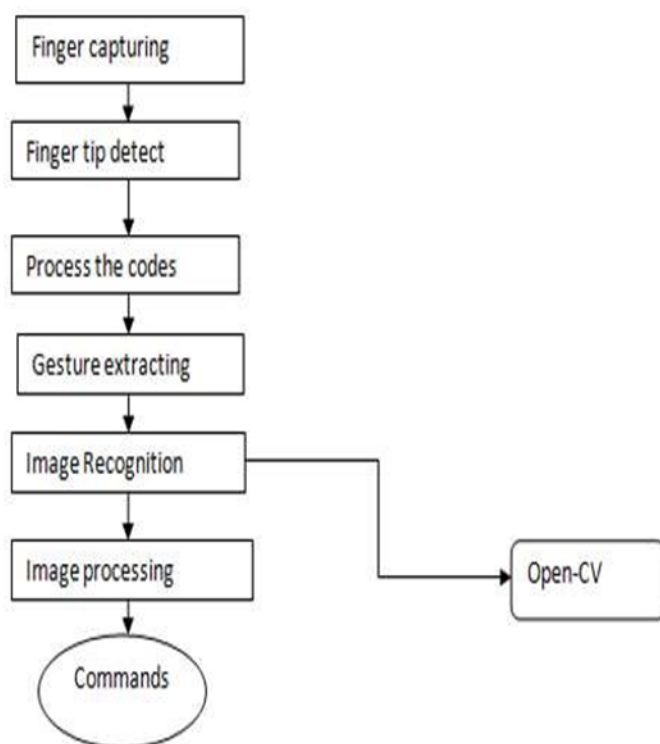 Finger capturing
Finger tip detect
Process the codes
Gesture extracting
Image Recognition
Image processing
Open-CV
Commands